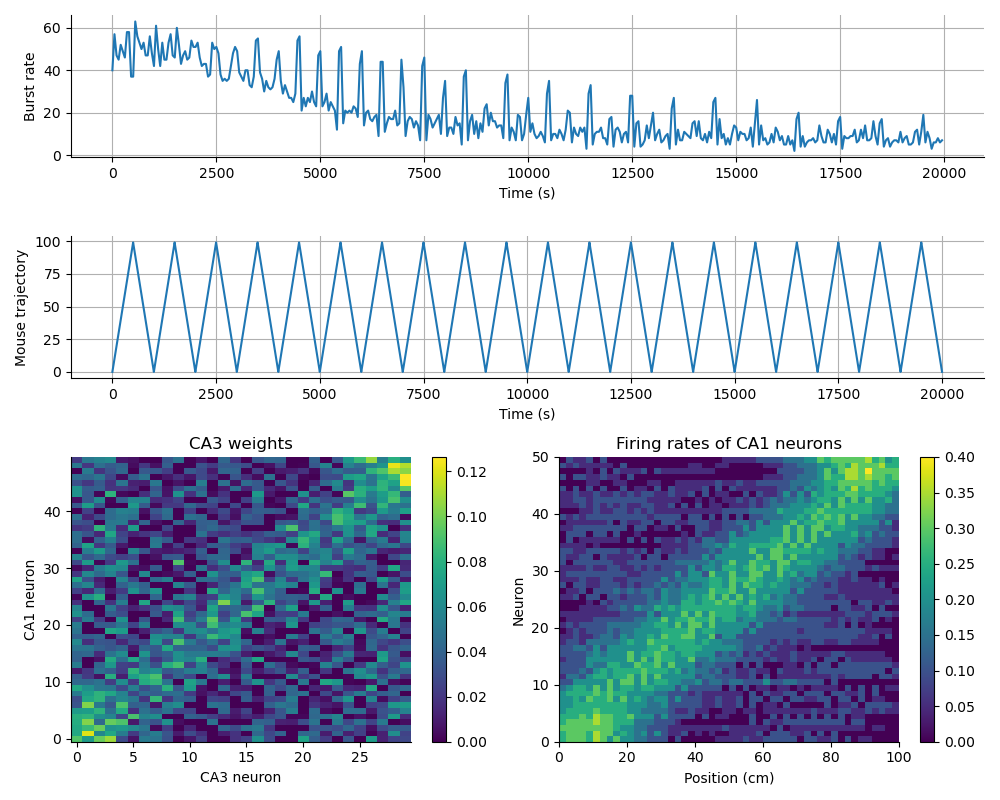 60
40
20
0
Burst rate
0 2500 5000 7500 10000 12500 15000 17500 20000
Time (s)
100
75
50
25
0
Mouse trajectory
0 2500 5000 7500 10000 12500 15000 17500 20000
Time (s)
CA3 weights
40
30
20
10
0
CA1 neuron
0 5 10 15 20 25
CA3 neuron
0.12
0.10
0.08
0.06
0.04
0.02
0.00
Firing rates of CA1 neurons
50
40
30
20
10
0
Neuron
0 20 40 60 80 100
Position (cm)
0.40
0.35
0.30
0.25
0.20
0.15
0.10
0.05
0.00